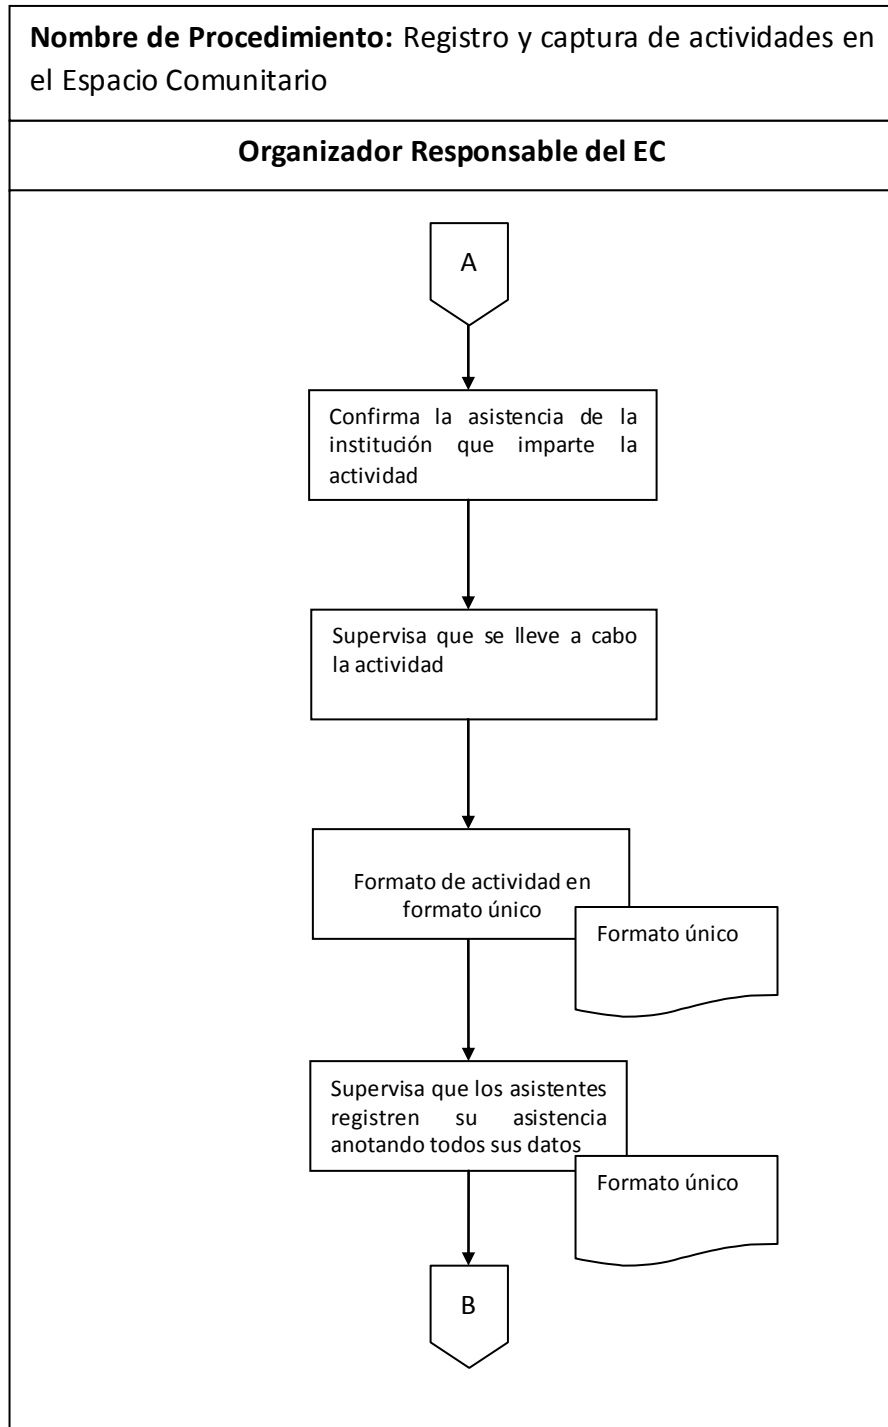 Nombre de Procedimiento: Registro y captura de actividades en
el Espacio Comunitario
Organizador Responsable del EC
A
Confirma la asistencia de la
institución que imparte la
actividad
Supervisa que se lleve a cabo
la actividad
Formato de actividad en
formato único
Formato único
Supervisa que los asistentes
registren su asistencia
anotando todos sus datos
Formato único
B